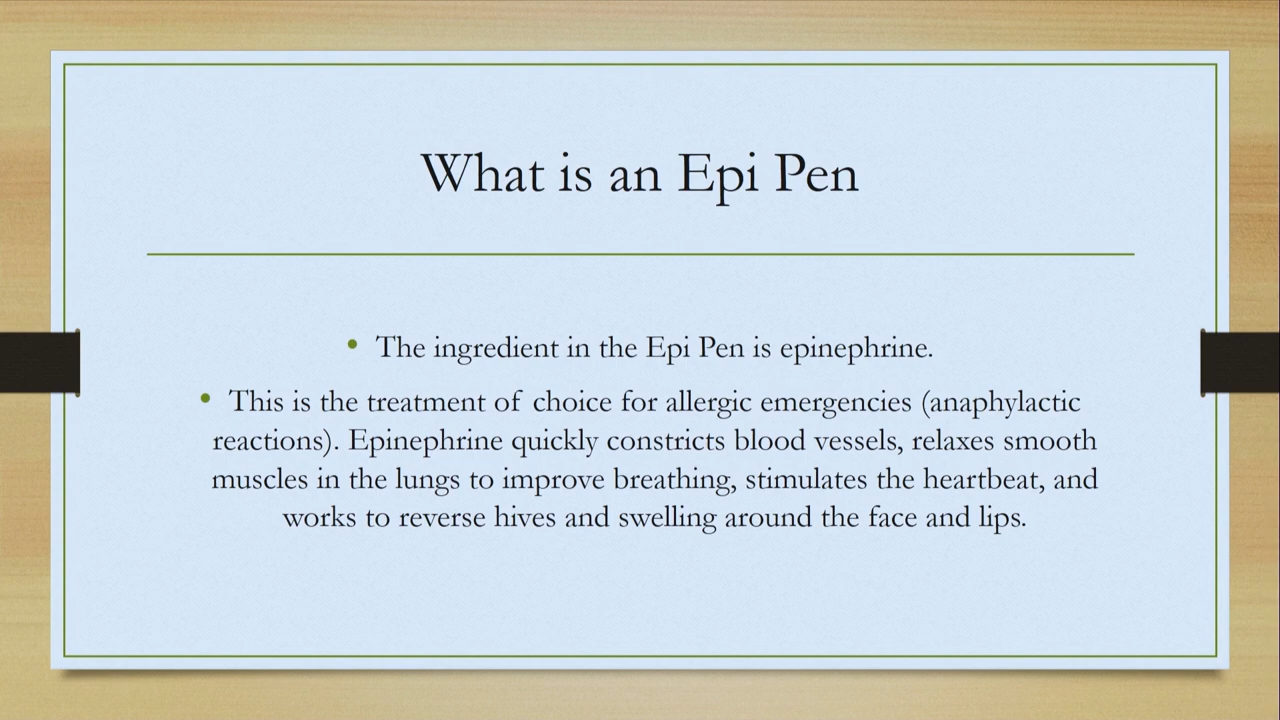 What is an Epi Pen
• The ingredient in the Epi Pen is epinephrine.
• This is the treatment of choice for allergic emergencies (anaphylactic
reactions). Epinephrine quickly constricts blood vessels, relaxes smooth
muscles in the lungs to improve breathing, stimulates the heartbeat, and
works to reverse hives and swelling around the face and lips.